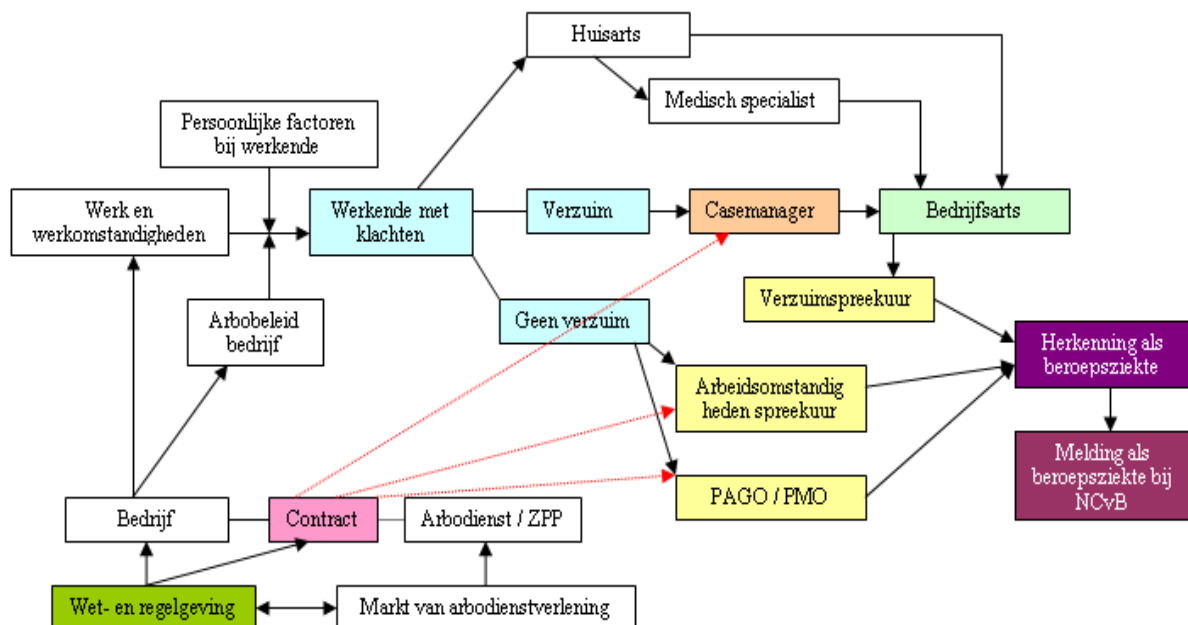 Huisarts
Medisch specialist
Persoonlijke factoren
bij werkende
Werk en
werkomstandigheden
Werkende met
klachten
Verzuim
Casemanager
Bedrijfsarts
Verzuimspreekuur
Arbobeleid
bedrijf
Geen verzuim
Herkenning als
beroepsziekte
Arbeidsomstandig
heden spreekuur
Melding als
beroepsziekte bij
NCvB
PAGO / PMO
Bedrijf
Contract
Arbodienst / ZPP
Wet- en regelgeving
Markt van arbodienstverlening